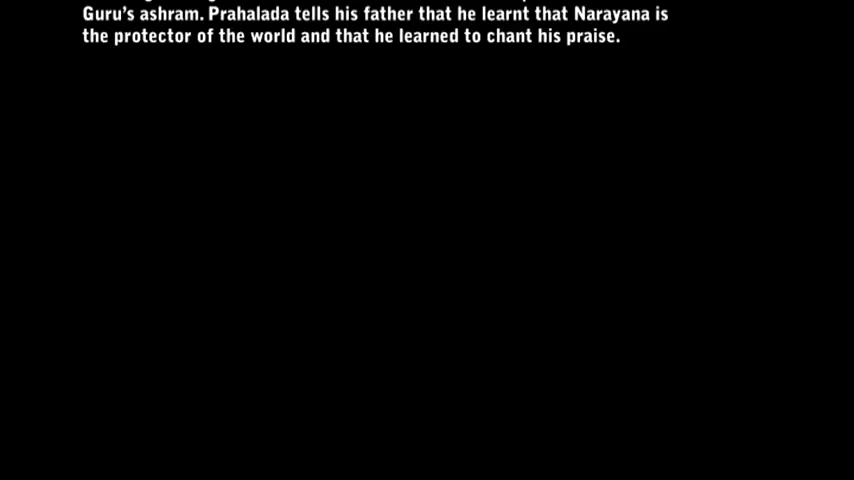 Guru's ashram. Prahalada tells his father that he learnt that Narayana is
the protector of the world and that he learned to chant his praise.